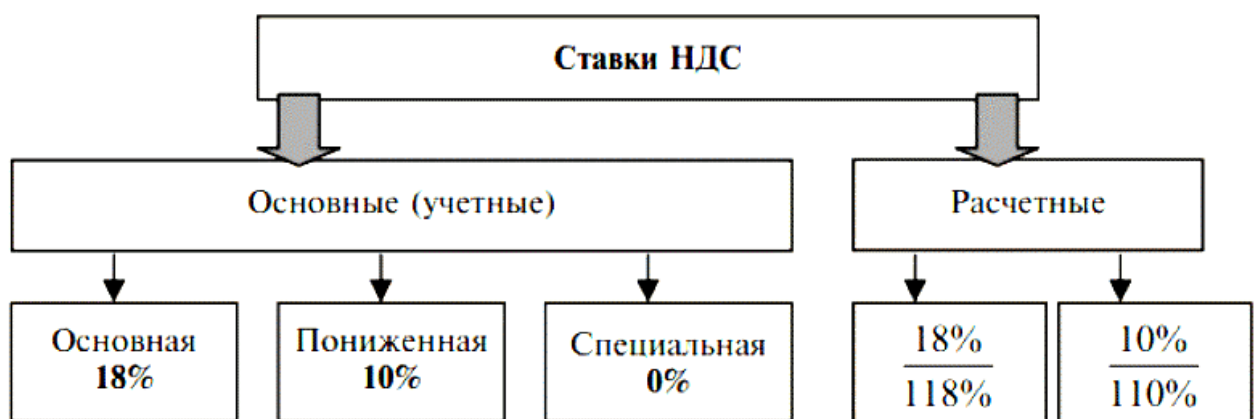 Ставки НДС
Основные (учетные)
Расчетные
Основная
18%
Пониженная
10%
Специальная
0%
18%
118%
10%
110%